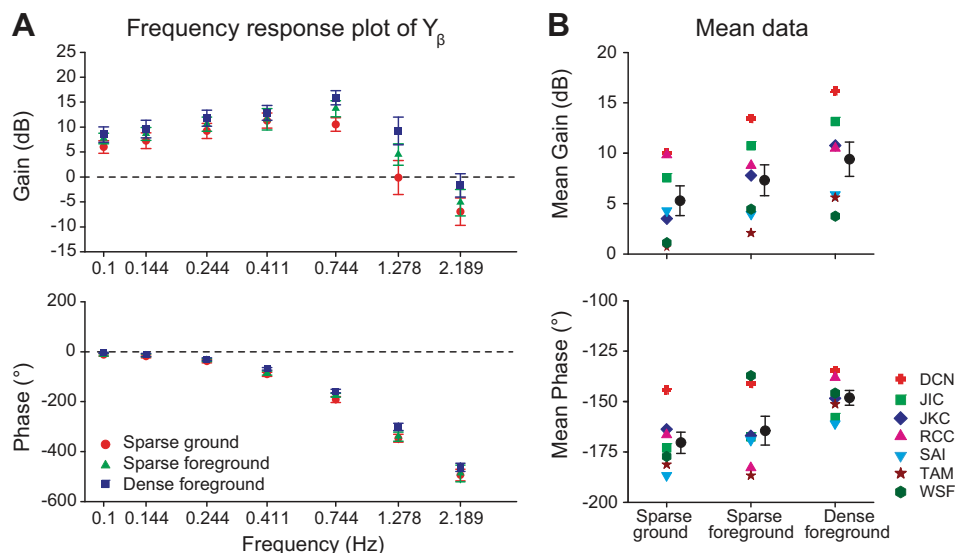 A
Frequency response plot of Yβ
Gain (dB)
25
20
15
10
5
0
-5
-10
-15
0.1 0.144 0.244 0.411 0.744 1.278 2.189
Phase (°)
200
0
-200
-400
-600
Sparse ground
Sparse foreground
Dense foreground
0.1 0.144 0.244 0.411 0.744 1.278 2.189
Frequency (Hz)
B
Mean data
Mean Gain (dB)
20
15
10
5
0
Mean Phase (°)
-100
-125
-150
-175
-200
Sparse ground
Sparse foreground
Dense foreground
DCN
JIC
JKC
RCC
SAI
TAM
WSF